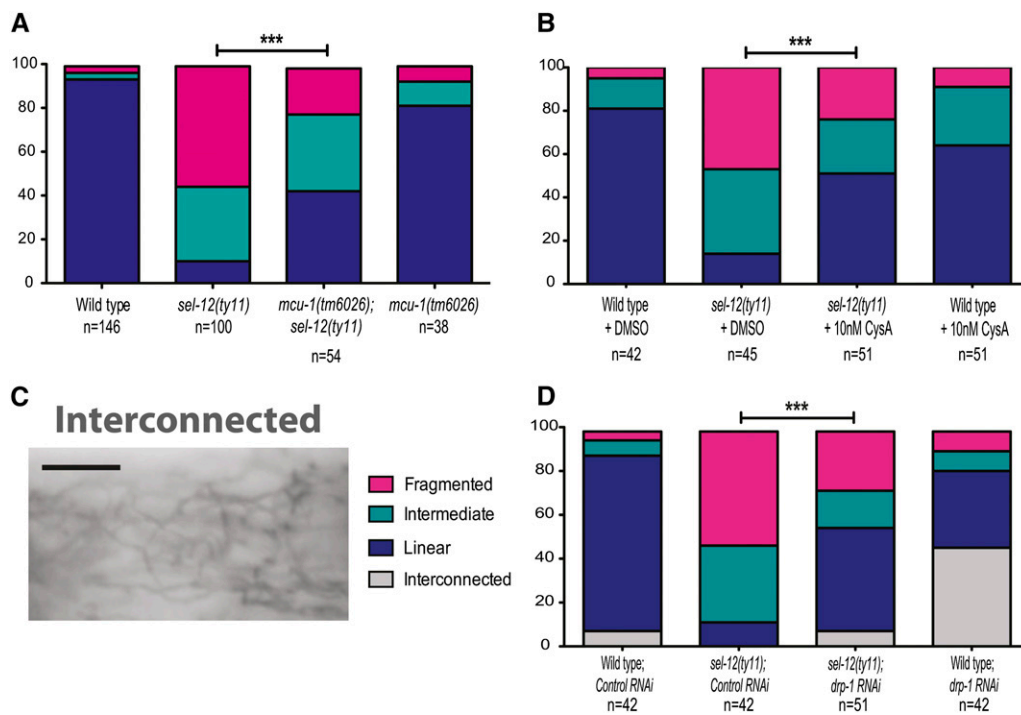 A
***
100
80
60
40
20
0
Wild type
n=146
sel-12(ty11)
n=100
mcu-1(tm6026);
sel-12(ty11)
n=54
mcu-1(tm6026)
n=38
B
***
100
80
60
40
20
0
Wild type
+ DMSO
n=42
sel-12(ty11)
+ DMSO
n=45
sel-12(ty11)
+ 10nM CysA
n=51
Wild type
+ 10nM CysA
n=51
C
Interconnected
Fragmented
Intermediate
Linear
Interconnected
D
***
100
80
60
40
20
0
Wild type;
Control RNAi
n=42
sel-12(ty11);
Control RNAi
n=42
sel-12(ty11);
drp-1 RNAi
n=51
Wild type;
drp-1 RNAi
n=42